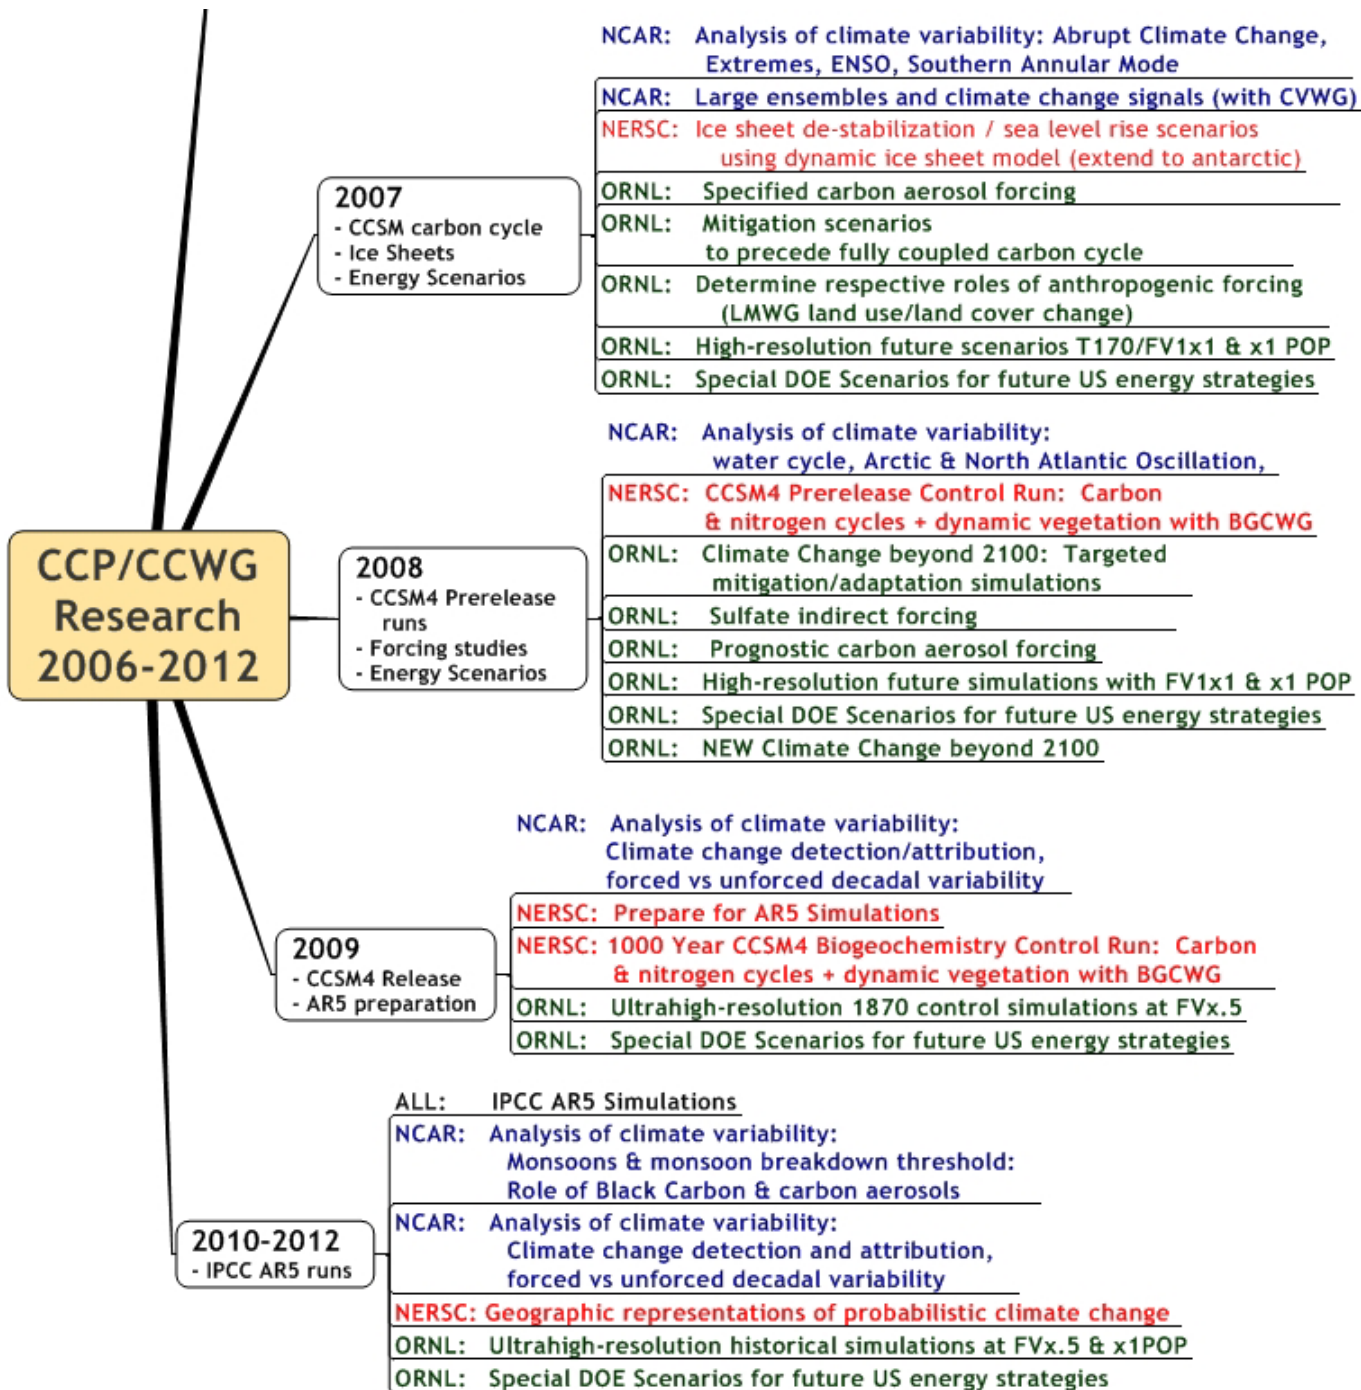 NCAR: Analysis of climate variability: Abrupt Climate Change,
Extremes, ENSO, Southern Annular Mode
NCAR: Large ensembles and climate change signals (with CVWG)
NERSC: Ice sheet de-stabilization / sea level rise scenarios
using dynamic ice sheet model (extend to antarctic)
2007
- CCSM carbon cycle
- Ice Sheets
- Energy Scenarios
ORNL: Specified carbon aerosol forcing
ORNL: Mitigation scenarios
to precede fully coupled carbon cycle
ORNL: Determine respective roles of anthropogenic forcing
(LMWG land use/land cover change)
ORNL: High-resolution future scenarios T170/FV1x1 & x1 POP
ORNL: Special DOE Scenarios for future US energy strategies
CCP/CCWG
Research
2006-2012
2008
- CCSM4 Prerelease
runs
- Forcing studies
- Energy Scenarios
NCAR: Analysis of climate variability:
water cycle, Arctic & North Atlantic Oscillation,
NERSC: CCSM4 Prerelease Control Run: Carbon
& nitrogen cycles + dynamic vegetation with BGCWG
ORNL: Climate Change beyond 2100: Targeted
mitigation/adaptation simulations
ORNL: Sulfate indirect forcing
ORNL: Prognostic carbon aerosol forcing
ORNL: High-resolution future simulations with FV1x1 & x1 POP
ORNL: Special DOE Scenarios for future US energy strategies
ORNL: NEW Climate Change beyond 2100
2009
- CCSM4 Release
- AR5 preparation
NCAR: Analysis of climate variability:
Climate change detection/attribution,
forced vs unforced decadal variability
NERSC: Prepare for AR5 Simulations
NERSC: 1000 Year CCSM4 Biogeochemistry Control Run: Carbon
& nitrogen cycles + dynamic vegetation with BGCWG
ORNL: Ultrahigh-resolution 1870 control simulations at FVx.5
ORNL: Special DOE Scenarios for future US energy strategies
2010-2012
- IPCC AR5 runs
ALL: IPCC AR5 Simulations
NCAR: Analysis of climate variability:
Monsoons & monsoon breakdown threshold:
Role of Black Carbon & carbon aerosols
NCAR: Analysis of climate variability:
Climate change detection and attribution,
forced vs unforced decadal variability
NERSC: Geographic representations of probabilistic climate change
ORNL: Ultrahigh-resolution historical simulations at FVx.5 & x1POP
ORNL: Special DOE Scenarios for future US energy strategies